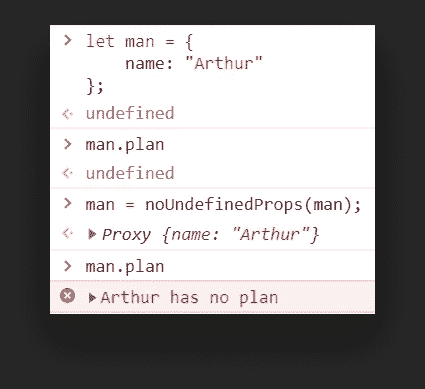 let man = {
    name: "Arthur"
};
undefined
man.plan
undefined
man = noUndefinedProps(man);
Proxy {name: "Arthur"}
man.plan
Arthur has no plan